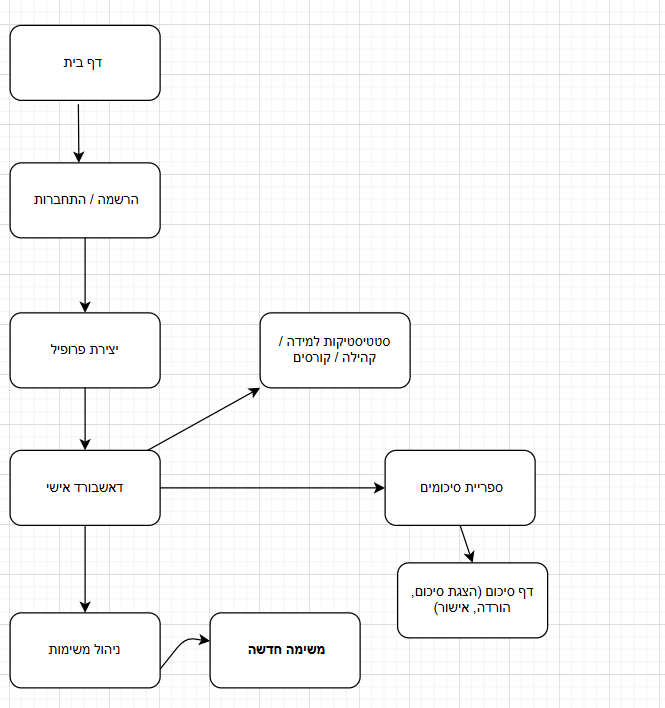 דף בית
הרשמה / התחברות
יצירת פרופיל
סטטיסטיקות למידה /
קהילה / קורסים
דאשבורד אישי
ספריית סיכומים
דף סיכום (הצגת סיכום,
הורדה, אישור)
ניהול משימות
משימה חדשה